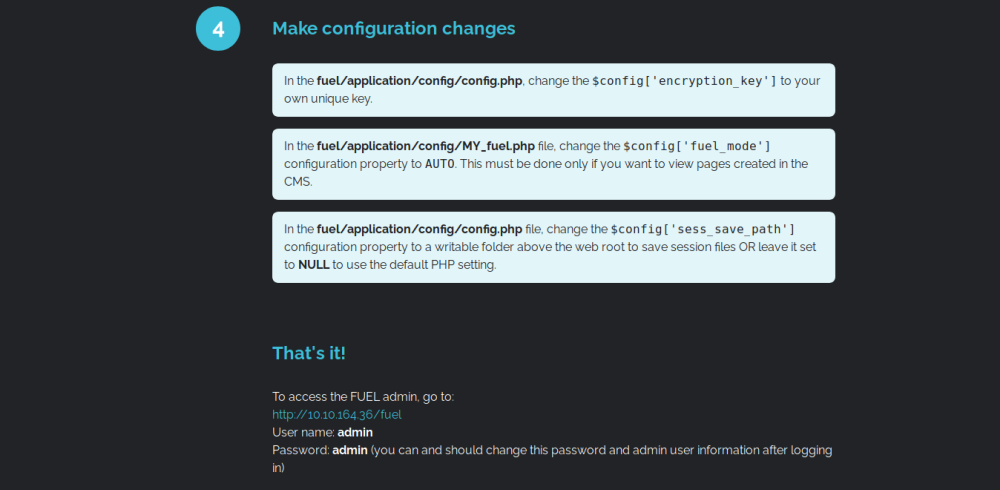 4
Make configuration changes
In the fuel/application/config/config.php, change the $config['encryption_key'] to your
own unique key.
In the fuel/application/config/MY_fuel.php file, change the $config['fuel_mode']
configuration property to AUTO. This must be done only if you want to view pages created in the
CMS.
In the fuel/application/config/config.php file, change the $config['sess_save_path']
configuration property to a writable folder above the web root to save session files OR leave it set
to NULL to use the default PHP setting.
That's it!
To access the FUEL admin, go to:
http://10.10.164.36/fuel
User name: admin
Password: admin (you can and should change this password and admin user information after logging
in)